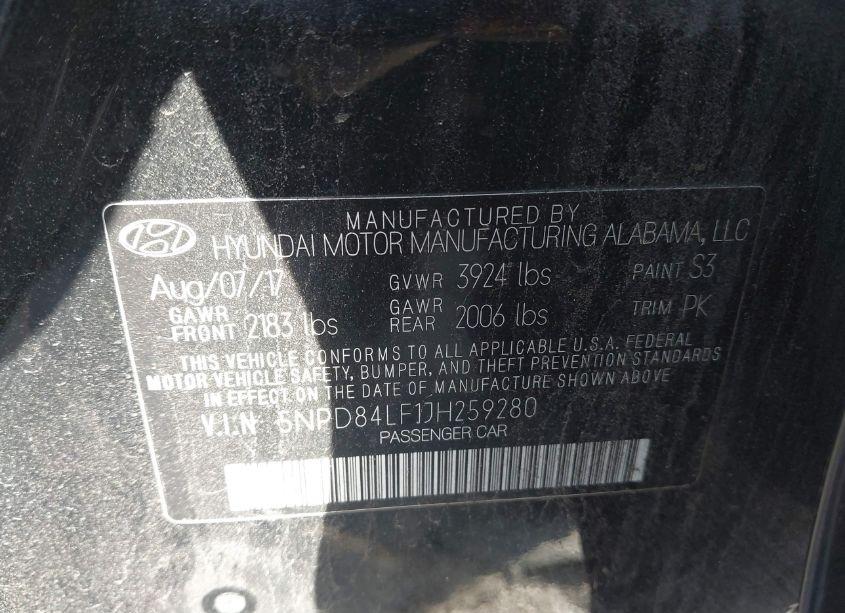 MANUFACTURED BY
HYUNDAI MOTOR MANUFACTURING ALABAMA, LLC
Aug/07/17 GVWR 3924 lbs PAINT S3
GAWR FRONT 2183 lbs GAWR REAR 2006 lbs TRIM PK
THIS VEHICLE CONFORMS TO ALL APPLICABLE U.S.A. FEDERAL
MOTOR VEHICLE SAFETY, BUMPER, AND THEFT PREVENTION STANDARDS
IN EFFECT ON THE DATE OF MANUFACTURE SHOWN ABOVE
V.I.N 5NPD84LF1JH259280
PASSENGER CAR